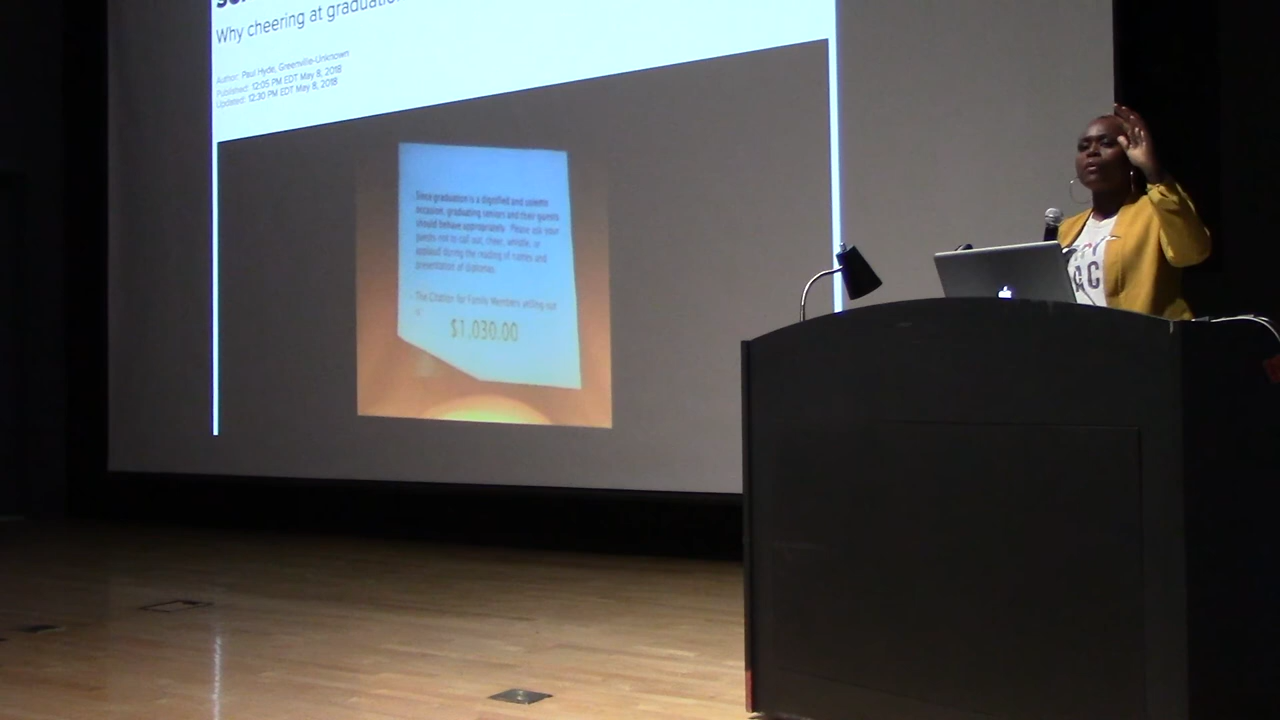 Why cheering at graduation
Author: Paul Hyde, Greenville-Unknown
Published: 12:05 PM EDT May 8, 2018
Updated: 12:30 PM EDT May 8, 2018
Since graduation is a dignified and solemn
occasion, graduating seniors and their guests
should behave appropriately. Please ask your
guests not to call out, cheer, whistle, or
applaud during the reading of names and
presentation of diplomas.
The Citation for Family Members yelling out
is
$1,030.00
AC